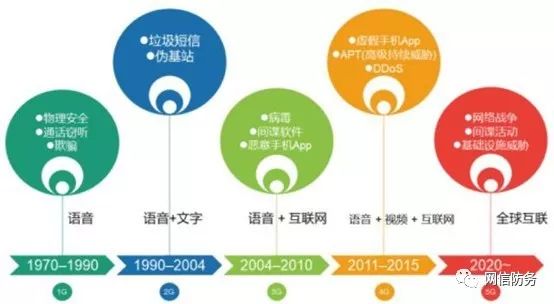 ●物理安全
●通话窃听
●欺骗
语音
1970–1990
1G
●垃圾短信
●伪基站
语音+文字
1990–2004
2G
●病毒
●间谍软件
●恶意手机App
语音 + 互联网
2004–2010
3G
●虚假手机App
●APT(高级持续威胁)
●DDoS
语音 + 视频 + 互联网
2011–2015
4G
●网络战争
●间谍活动
●基础设施威胁
全球互联
2020~
5G
网信防务